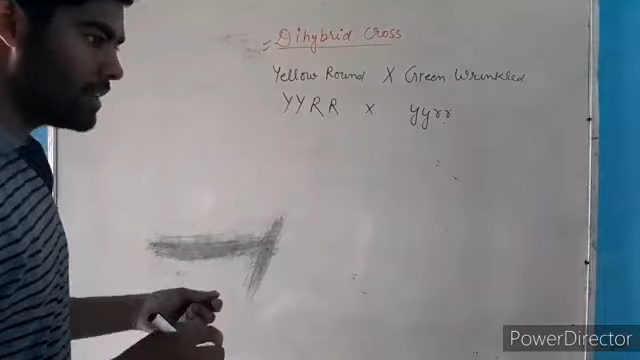 Dihybrid Cross
Yellow Round X Green Wrinkled
YYRR x yyrr
PowerDirector